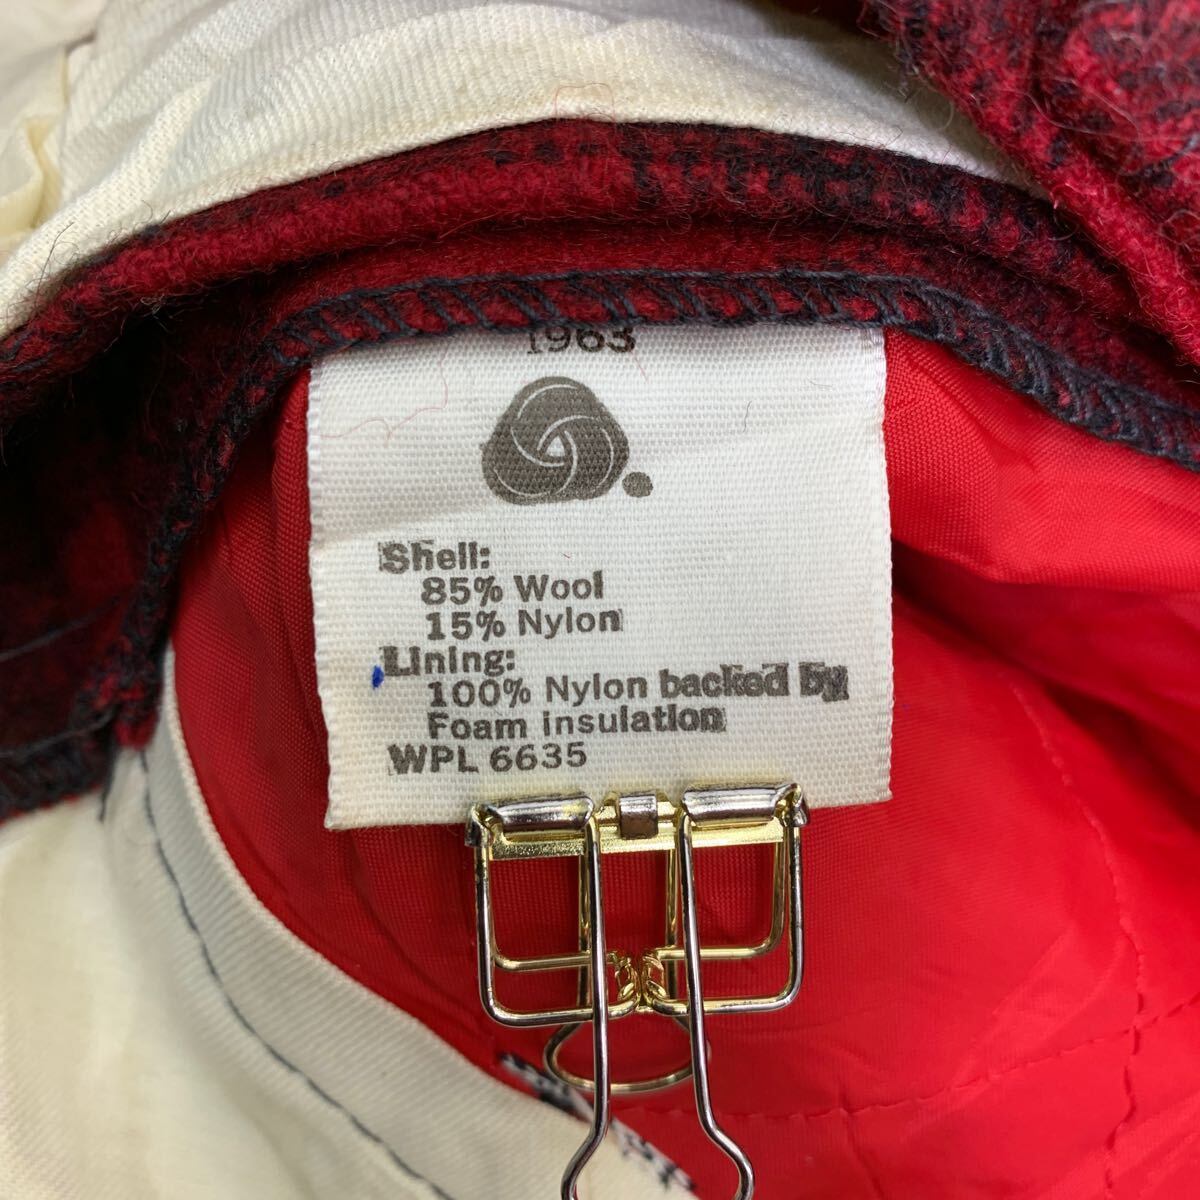 1963
Shell:
85% Wool
15% Nylon
Lining:
100% Nylon backed by
Foam insulation
WPL 6635